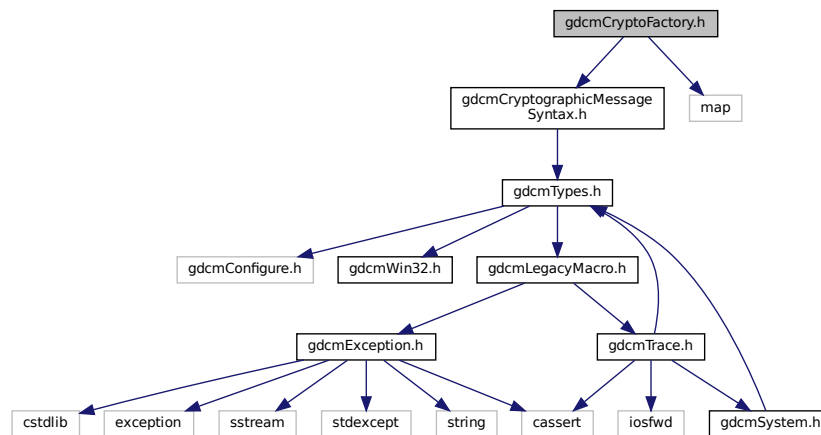 gdcmCryptoFactory.h
gdcmCryptographicMessage
Syntax.h
map
gdcmTypes.h
gdcmConfigure.h
gdcmWin32.h
gdcmLegacyMacro.h
gdcmException.h
gdcmTrace.h
cstdlib
exception
sstream
stdexcept
string
cassert
iosfwd
gdcmSystem.h